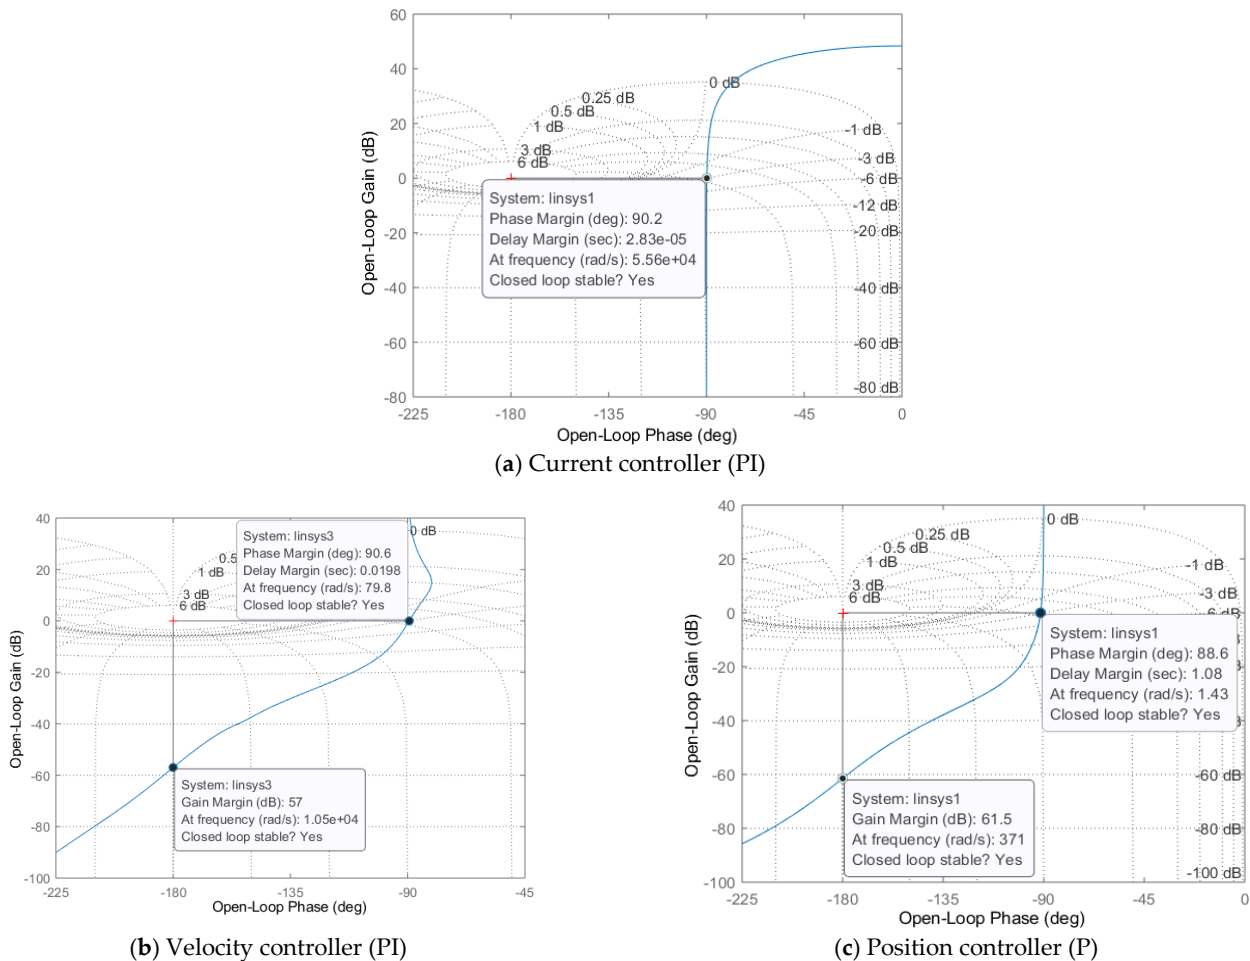 60
40
20
0
-20
-40
-60
-80
Open-Loop Gain (dB)
0 dB
0.25 dB
0.5 dB
1 dB
3 dB
6 dB
-1 dB
-3 dB
-6 dB
-12 dB
-20 dB
-40 dB
-60 dB
-80 dB
System: linsys1
Phase Margin (deg): 90.2
Delay Margin (sec): 2.83e-05
At frequency (rad/s): 5.56e+04
Closed loop stable? Yes
-225 -180 -135 -90 -45 0
Open-Loop Phase (deg)
(a) Current controller (PI)
40
20
0
-20
-40
-60
-80
-100
Open-Loop Gain (dB)
System: linsys3
Phase Margin (deg): 90.6
Delay Margin (sec): 0.0198
At frequency (rad/s): 79.8
Closed loop stable? Yes
0 dB
0.5
1 dB
3 dB
6 dB
System: linsys3
Gain Margin (dB): 57
At frequency (rad/s): 1.05e+04
Closed loop stable? Yes
-225 -180 -135 -90 -45
Open-Loop Phase (deg)
(b) Velocity controller (PI)
40
20
0
-20
-40
-60
-80
-100
Open-Loop Gain (dB)
0 dB
0.25 dB
0.5 dB
1 dB
3 dB
6 dB
-1 dB
-3 dB
System: linsys1
Phase Margin (deg): 88.6
Delay Margin (sec): 1.08
At frequency (rad/s): 1.43
Closed loop stable? Yes
-60 dB
-80 dB
-100 dB
System: linsys1
Gain Margin (dB): 61.5
At frequency (rad/s): 371
Closed loop stable? Yes
-225 -180 -135 -90 -45 0
Open-Loop Phase (deg)
(c) Position controller (P)